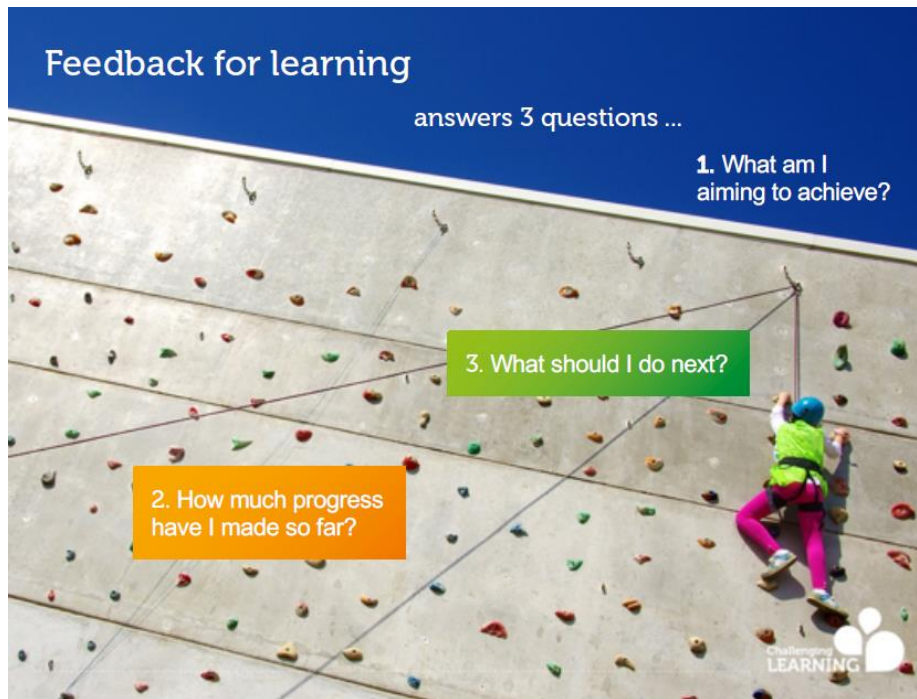 Feedback for learning
answers 3 questions ...
1. What am I
aiming to achieve?
3. What should I do next?
2. How much progress
have I made so far?
Challenging
LEARNING